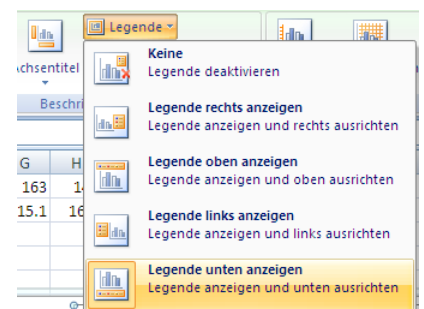 Legende
Achsentitel
Keine
Legende deaktivieren
Legende rechts anzeigen
Legende anzeigen und rechts ausrichten
Legende oben anzeigen
Legende anzeigen und oben ausrichten
Legende links anzeigen
Legende anzeigen und links ausrichten
Legende unten anzeigen
Legende anzeigen und unten ausrichten
G H
163
15.1